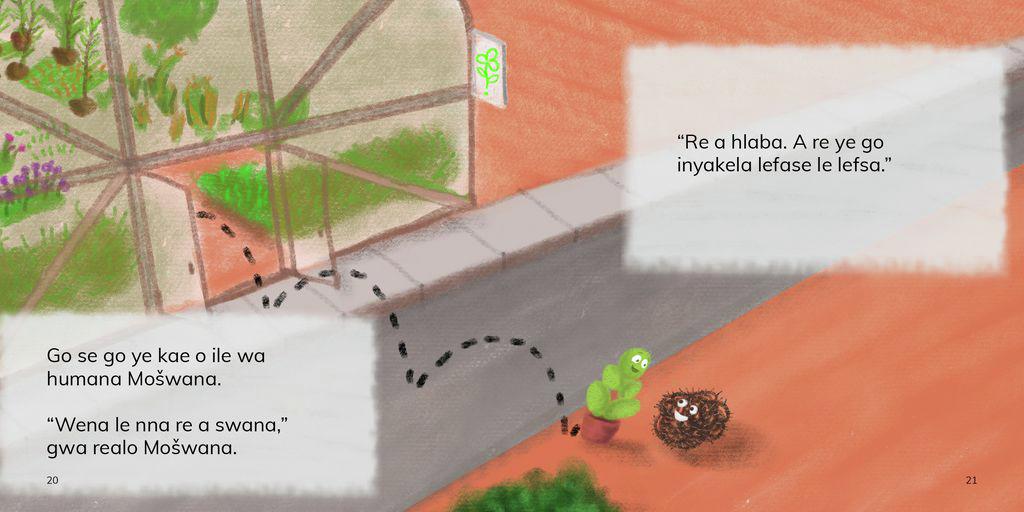 Go se go ye kae o ile wa
humana Mošwana.
“Wena le nna re a swana,”
gwa realo Mošwana.
20
“Re a hlaba. A re ye go
inyakela lefase le lefsa.”
21